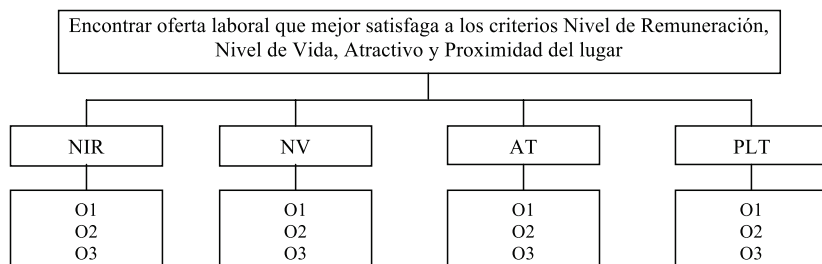 Encontrar oferta laboral que mejor satisfaga a los criterios Nivel de Remuneración,
Nivel de Vida, Atractivo y Proximidad del lugar
NIR
NV
AT
PLT
O1
O2
O3
O1
O2
O3
O1
O2
O3
O1
O2
O3